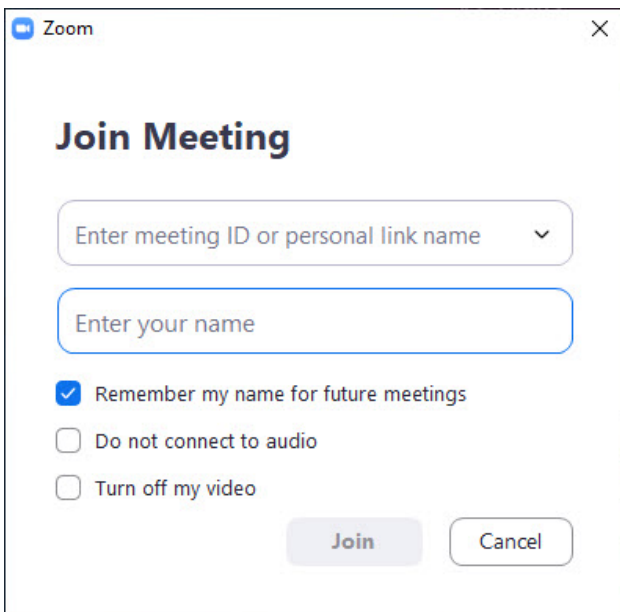 Zoom
Join Meeting
Enter meeting ID or personal link name
Enter your name
Remember my name for future meetings
Do not connect to audio
Turn off my video
Join Cancel